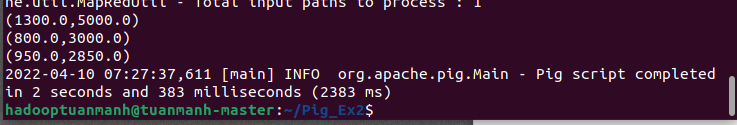 ne.util.MapRedUtil - Total input paths to process : 1
(1300.0,5000.0)
(800.0,3000.0)
(950.0,2850.0)
2022-04-10 07:27:37,611 [main] INFO  org.apache.pig.Main - Pig script completed
in 2 seconds and 383 milliseconds (2383 ms)
hadooptuanmanh@tuanmanh-master:~/Pig_Ex2$